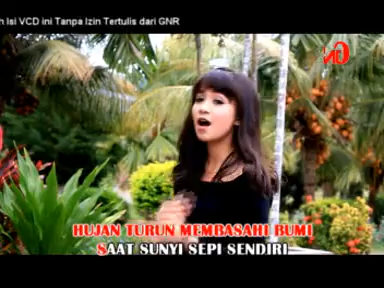 Isi VCD ini Tanpa Izin Tertulis dari GNR
HUJAN TURUN MEMBASAHI BUMI
SAAT SUNYI SEPI SENDIRI